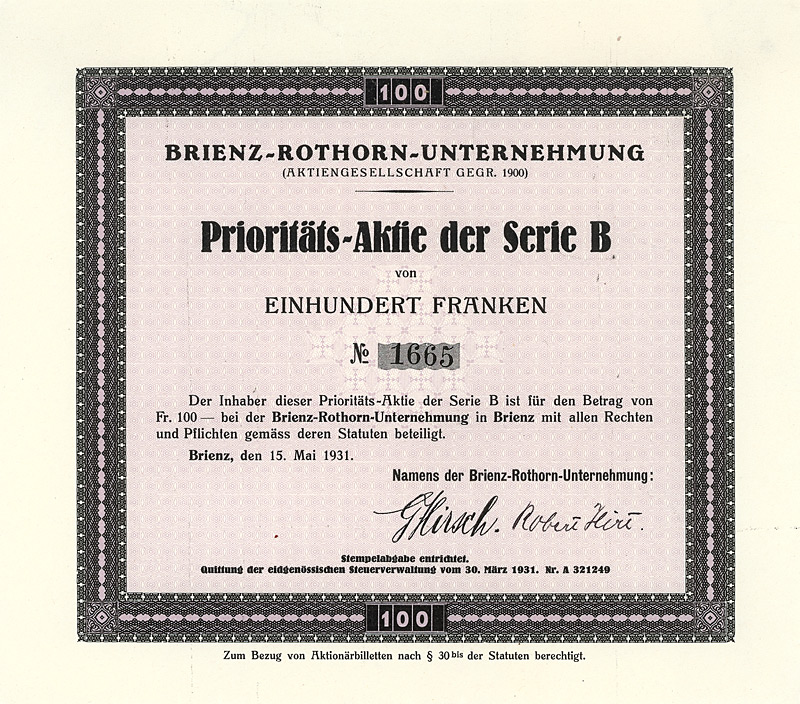 100
BRIENZ-ROTHORN-UNTERNEHMUNG
(AKTIENGESELLSCHAFT GEGR. 1900)
Prioritäts-Aktie der Serie B
von
EINHUNDERT FRANKEN
№ 1665
Der Inhaber dieser Prioritäts-Aktie der Serie B ist für den Betrag von
Fr. 100 — bei der Brienz-Rothorn-Unternehmung in Brienz mit allen Rechten
und Pflichten gemäss deren Statuten beteiligt.
Brienz, den 15. Mai 1931.
Namens der Brienz-Rothorn-Unternehmung:
G Hirsch. Robert
Stempelabgabe entrichtet.
Quittung der eidgenössischen Steuerverwaltung vom 30. März 1931. Nr. A 321249
100
Zum Bezug von Aktionärbilletten nach § 30 bis der Statuten berechtigt.